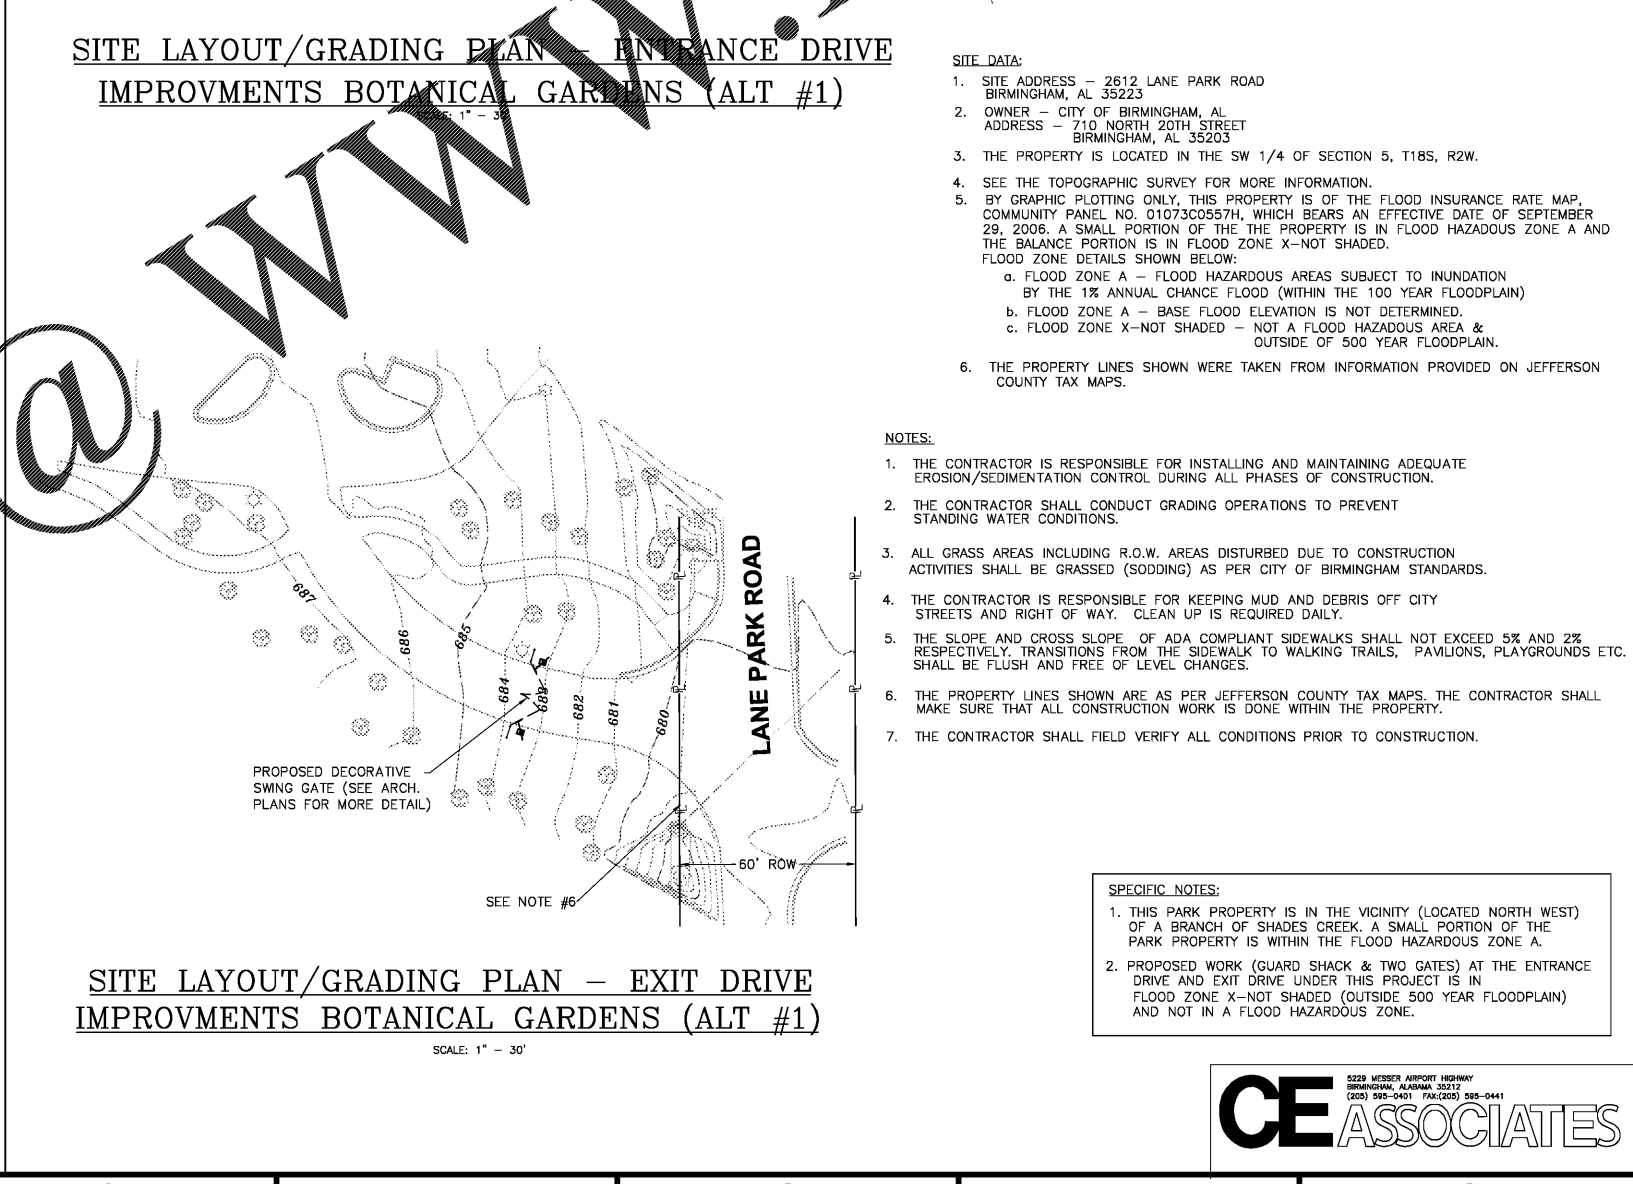 SITE LAYOUT/GRADING PLAN – ENTRANCE DRIVE
IMPROVMENTS BOTANICAL GARDENS (ALT #1)
SCALE: 1" – 30'
@ www.
SITE DATA:
1. SITE ADDRESS – 2612 LANE PARK ROAD
BIRMINGHAM, AL 35223
2. OWNER – CITY OF BIRMINGHAM, AL
ADDRESS – 710 NORTH 20TH STREET
BIRMINGHAM, AL 35203
3. THE PROPERTY IS LOCATED IN THE SW 1/4 OF SECTION 5, T18S, R2W.
4. SEE THE TOPOGRAPHIC SURVEY FOR MORE INFORMATION.
5. BY GRAPHIC PLOTTING ONLY, THIS PROPERTY IS OF THE FLOOD INSURANCE RATE MAP,
COMMUNITY PANEL NO. 01073C0557H, WHICH BEARS AN EFFECTIVE DATE OF SEPTEMBER
29, 2006. A SMALL PORTION OF THE THE PROPERTY IS IN FLOOD HAZADOUS ZONE A AND
THE BALANCE PORTION IS IN FLOOD ZONE X–NOT SHADED.
FLOOD ZONE DETAILS SHOWN BELOW:
a. FLOOD ZONE A – FLOOD HAZARDOUS AREAS SUBJECT TO INUNDATION
BY THE 1% ANNUAL CHANCE FLOOD (WITHIN THE 100 YEAR FLOODPLAIN)
b. FLOOD ZONE A – BASE FLOOD ELEVATION IS NOT DETERMINED.
c. FLOOD ZONE X–NOT SHADED – NOT A FLOOD HAZADOUS AREA &
OUTSIDE OF 500 YEAR FLOODPLAIN.
6. THE PROPERTY LINES SHOWN WERE TAKEN FROM INFORMATION PROVIDED ON JEFFERSON
COUNTY TAX MAPS.
NOTES:
1. THE CONTRACTOR IS RESPONSIBLE FOR INSTALLING AND MAINTAINING ADEQUATE
EROSION/SEDIMENTATION CONTROL DURING ALL PHASES OF CONSTRUCTION.
2. THE CONTRACTOR SHALL CONDUCT GRADING OPERATIONS TO PREVENT
STANDING WATER CONDITIONS.
3. ALL GRASS AREAS INCLUDING R.O.W. AREAS DISTURBED DUE TO CONSTRUCTION
ACTIVITIES SHALL BE GRASSED (SODDING) AS PER CITY OF BIRMINGHAM STANDARDS.
4. THE CONTRACTOR IS RESPONSIBLE FOR KEEPING MUD AND DEBRIS OFF CITY
STREETS AND RIGHT OF WAY. CLEAN UP IS REQUIRED DAILY.
5. THE SLOPE AND CROSS SLOPE OF ADA COMPLIANT SIDEWALKS SHALL NOT EXCEED 5% AND 2%
RESPECTIVELY. TRANSITIONS FROM THE SIDEWALK TO WALKING TRAILS, PAVILIONS, PLAYGROUNDS ETC.
SHALL BE FLUSH AND FREE OF LEVEL CHANGES.
6. THE PROPERTY LINES SHOWN ARE AS PER JEFFERSON COUNTY TAX MAPS. THE CONTRACTOR SHALL
MAKE SURE THAT ALL CONSTRUCTION WORK IS DONE WITHIN THE PROPERTY.
7. THE CONTRACTOR SHALL FIELD VERIFY ALL CONDITIONS PRIOR TO CONSTRUCTION.
687
686
685
684
683
682
681
680
LANE PARK ROAD
PL
PL
PL
PL
PL
PL
PROPOSED DECORATIVE
SWING GATE (SEE ARCH.
PLANS FOR MORE DETAIL)
60' ROW
SEE NOTE #6
SITE LAYOUT/GRADING PLAN – EXIT DRIVE
IMPROVMENTS BOTANICAL GARDENS (ALT #1)
SCALE: 1" – 30'
SPECIFIC NOTES:
1. THIS PARK PROPERTY IS IN THE VICINITY (LOCATED NORTH WEST)
OF A BRANCH OF SHADES CREEK. A SMALL PORTION OF THE
PARK PROPERTY IS WITHIN THE FLOOD HAZARDOUS ZONE A.
2. PROPOSED WORK (GUARD SHACK & TWO GATES) AT THE ENTRANCE
DRIVE AND EXIT DRIVE UNDER THIS PROJECT IS IN
FLOOD ZONE X–NOT SHADED (OUTSIDE 500 YEAR FLOODPLAIN)
AND NOT IN A FLOOD HAZARDOUS ZONE.
5229 MESSER AIRPORT HIGHWAY
BIRMINGHAM, ALABAMA 35212
(205) 595–0401 FAX:(205) 595–0441
CE ASSOCIATES